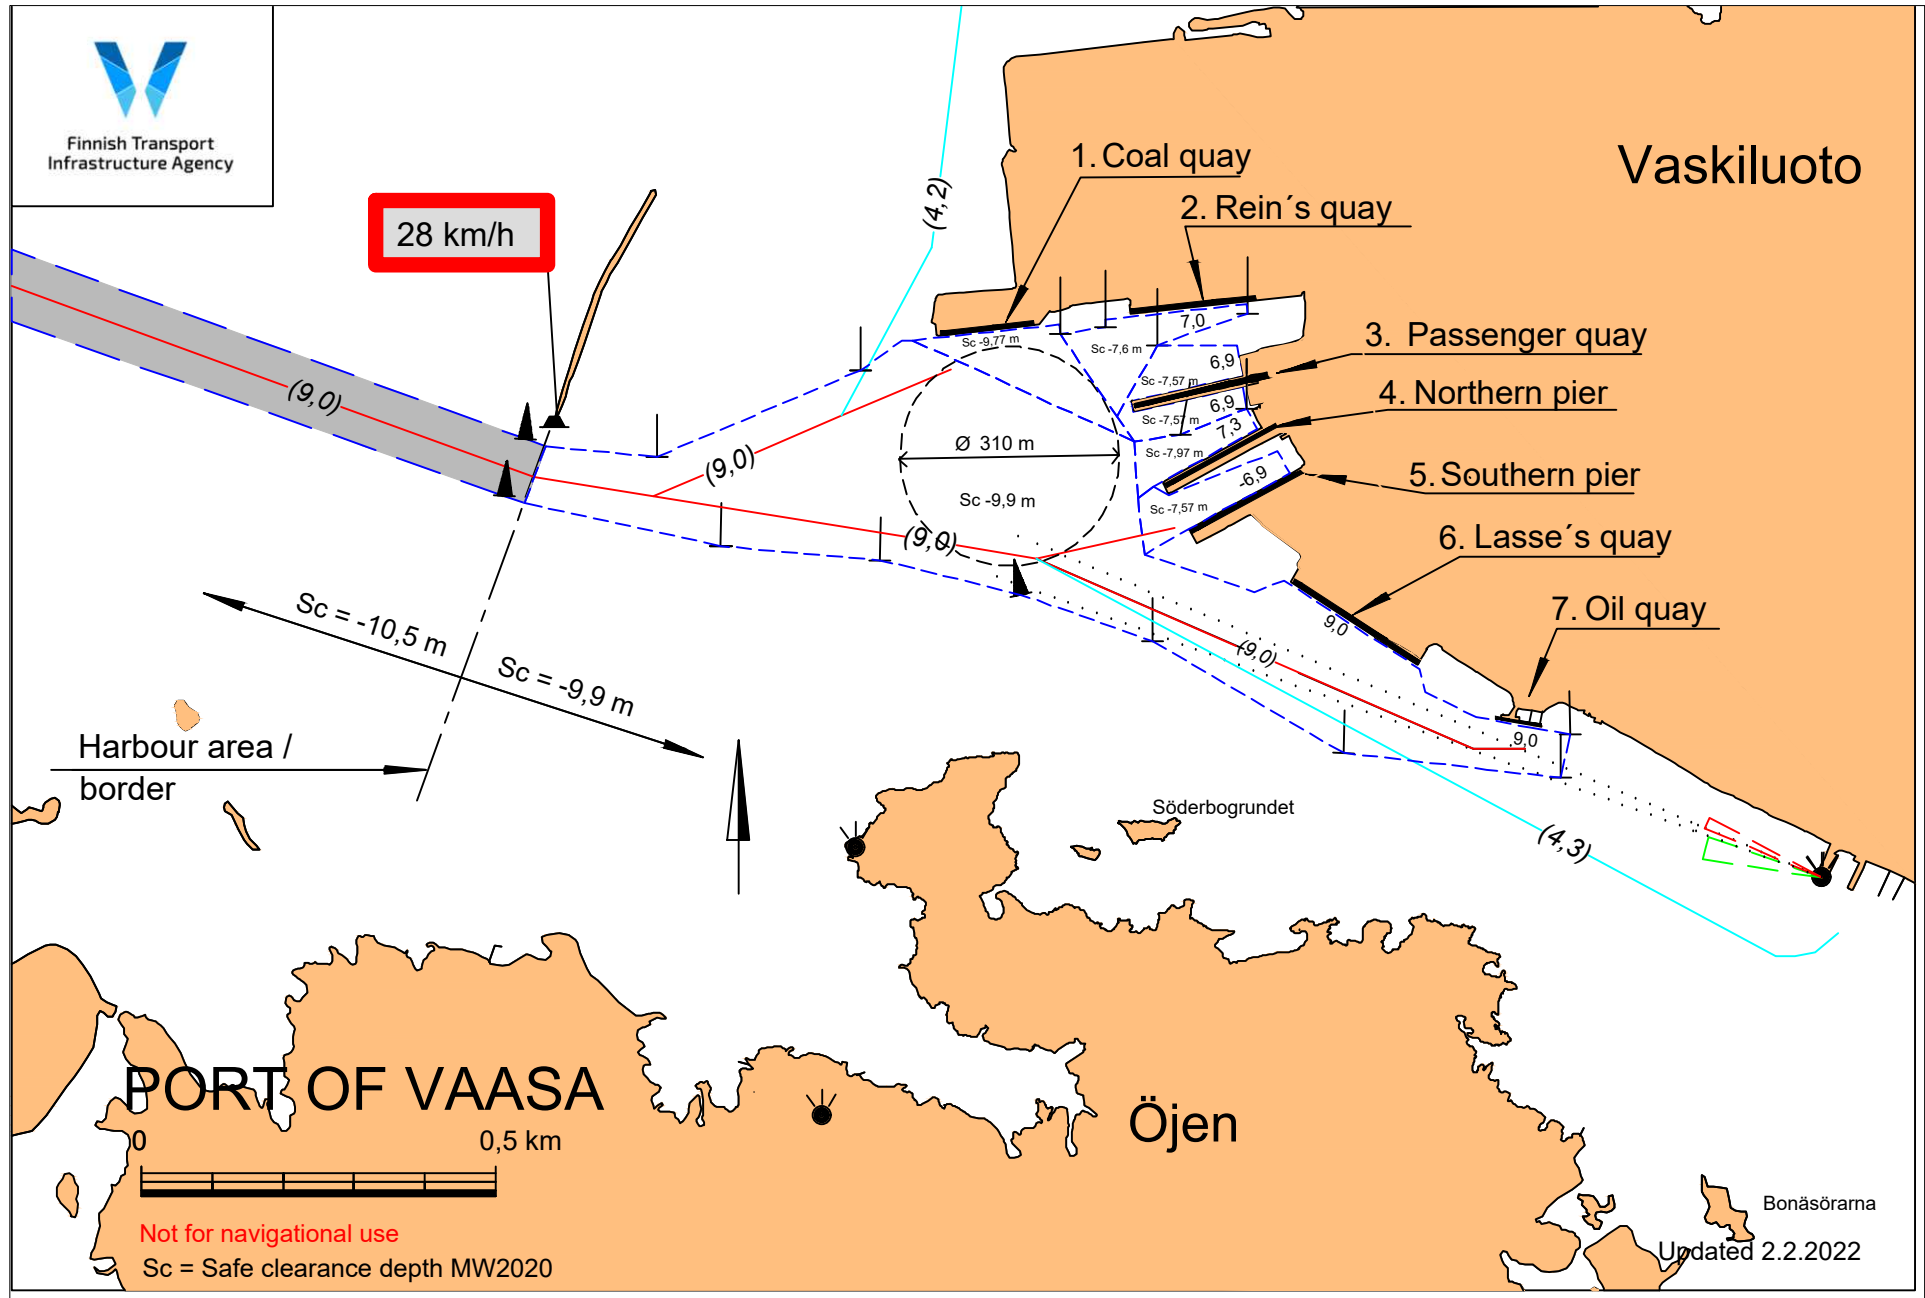 Finnish Transport
Infrastructure Agency
28 km/h
Vaskiluoto
1. Coal quay
2. Rein´s quay
3. Passenger quay
4. Northern pier
5. Southern pier
6. Lasse´s quay
7. Oil quay
(4,2)
(9,0)
(9,0)
(9,0)
(9,0)
(4,3)
Sc -9,77 m
7,0
Sc -7,6 m
6,9
Sc -7,57 m
6,9
Sc -7,57 m
7,3
Sc -7,97 m
-6,9
Sc -7,57 m
Ø 310 m
Sc -9,9 m
9,0
9,0
Sc = -10,5 m
Sc = -9,9 m
Harbour area /
border
Söderbogrundet
PORT OF VAASA
0 0,5 km
Öjen
Not for navigational use
Sc = Safe clearance depth MW2020
Bonäsörarna
Updated 2.2.2022